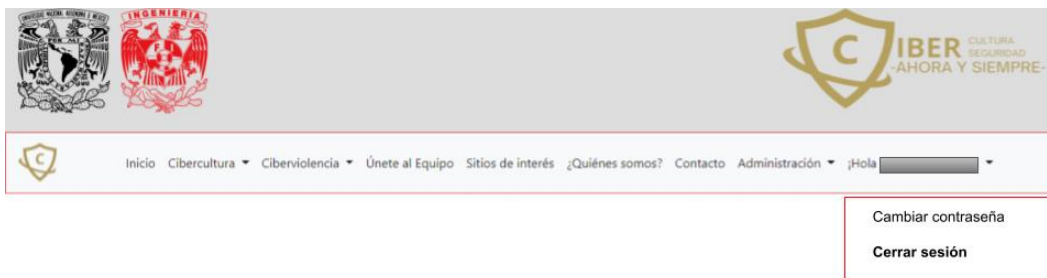 INGENIERIA
CIBER CULTURA
SEGURIDAD
-AHORA Y SIEMPRE-
C
Inicio Cibercultura Ciberviolencia Únete al Equipo Sitios de interés ¿Quiénes somos? Contacto Administración ¡Hola
Cambiar contraseña
Cerrar sesión